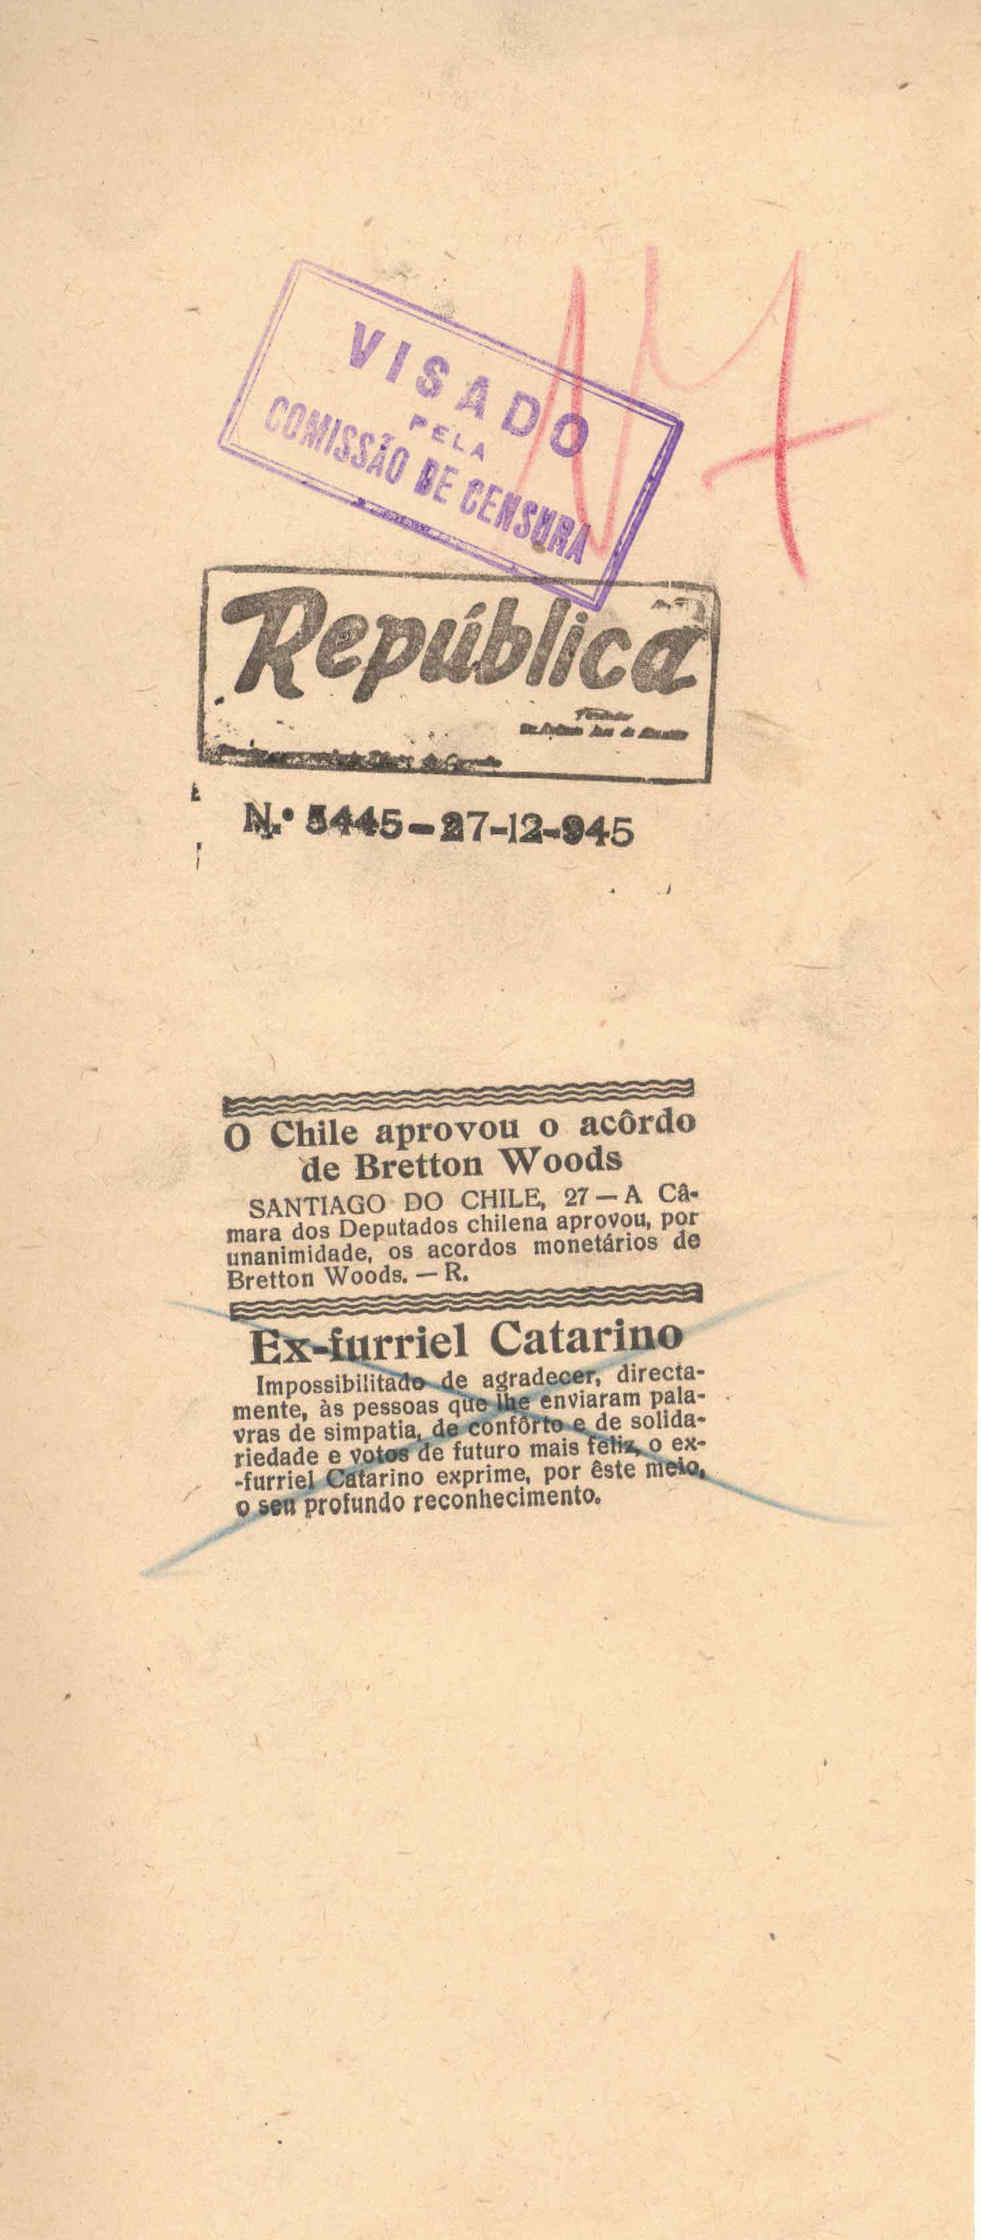 VISADO
PELA
COMISSÃO DE CENSURA
República
N.º 5445-27-12-945
O Chile aprovou o acôrdo
de Bretton Woods
SANTIAGO DO CHILE, 27 — A Câ-
mara dos Deputados chilena aprovou, por
unanimidade, os acordos monetários de
Bretton Woods. — R.
Ex-furriel Catarino
Impossibilitado de agradecer, directa-
mente, às pessoas que lhe enviaram pala-
vras de simpatia, de confôrto e de solida-
riedade e votos de futuro mais feliz, o ex-
-furriel Catarino exprime, por êste meio,
o seu profundo reconhecimento.